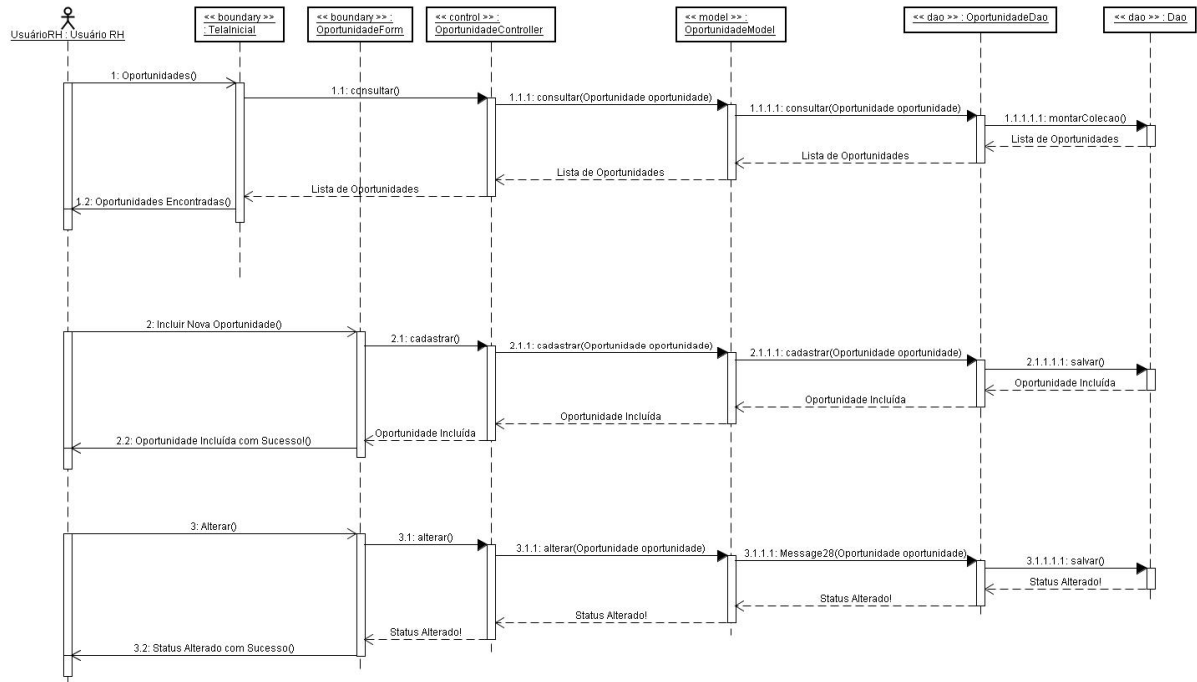 UsuárioRH : Usuário RH
<< boundary >>
: TelaInicial
<< boundary >> :
OportunidadeForm
<< control >> :
OportunidadeController
<< model >> :
OportunidadeModel
<< dao >> : OportunidadeDao
<< dao >> : Dao
1: Oportunidades()
1.1: consultar()
1.1.1: consultar(Oportunidade oportunidade)
1.1.1.1: consultar(Oportunidade oportunidade)
1.1.1.1.1: montarColecao()
Lista de Oportunidades
Lista de Oportunidades
Lista de Oportunidades
Lista de Oportunidades
1.2: Oportunidades Encontradas()
2: Incluir Nova Oportunidade()
2.1: cadastrar()
2.1.1: cadastrar(Oportunidade oportunidade)
2.1.1.1: cadastrar(Oportunidade oportunidade)
2.1.1.1.1: salvar()
Oportunidade Incluída
Oportunidade Incluída
Oportunidade Incluída
Oportunidade Incluída
2.2: Oportunidade Incluída com Sucesso!()
3: Alterar()
3.1: alterar()
3.1.1: alterar(Oportunidade oportunidade)
3.1.1.1: Message28(Oportunidade oportunidade)
3.1.1.1.1: salvar()
Status Alterado!
Status Alterado!
Status Alterado!
Status Alterado!
3.2: Status Alterado com Sucesso()